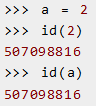 >>> a = 2
>>> id(2)
507098816
>>> id(a)
507098816